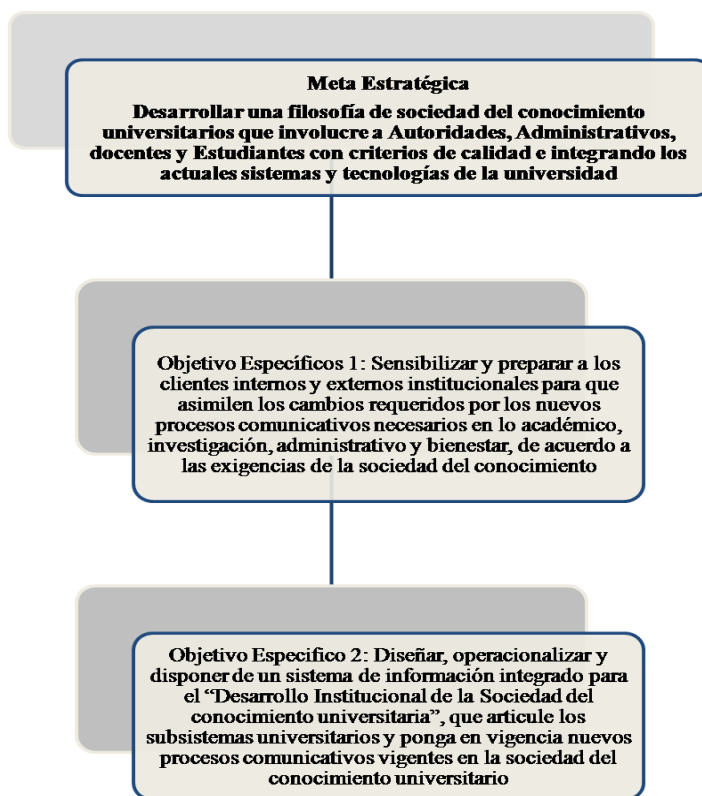 Meta Estratégica
Desarrollar una filosofía de sociedad del conocimiento
universitarios que involucre a Autoridades, Administrativos,
docentes y Estudiantes con criterios de calidad e integrando los
actuales sistemas y tecnologías de la universidad
Objetivo Específicos 1: Sensibilizar y preparar a los
clientes internos y externos institucionales para que
asimilen los cambios requeridos por los nuevos
procesos comunicativos necesarios en lo académico,
investigación, administrativo y bienestar, de acuerdo a
las exigencias de la sociedad del conocimiento
Objetivo Especifico 2: Diseñar, operacionalizar y
disponer de un sistema de información integrado para
el “Desarrollo Institucional de la Sociedad del
conocimiento universitaria”, que articule los
subsistemas universitarios y ponga en vigencia nuevos
procesos comunicativos vigentes en la sociedad del
conocimiento universitario